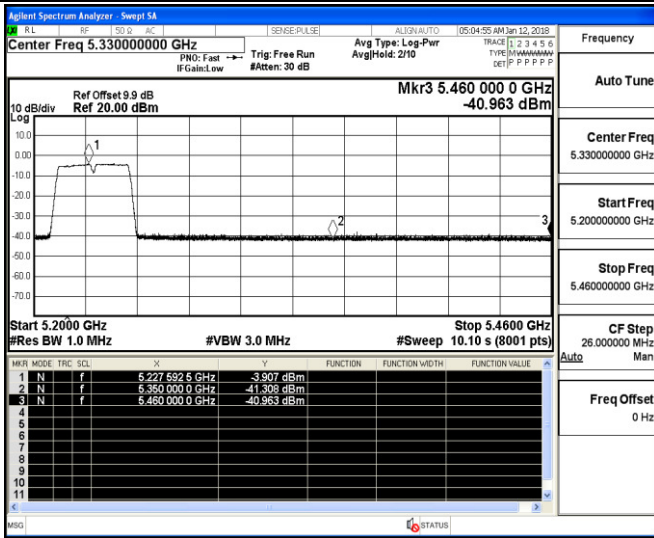 Agilent Spectrum Analyzer - Swept SA
RL RF 50 Ω AC SENSE:PULSE ALIGN AUTO 05:04:55 AM Jan 12, 2018
Center Freq 5.330000000 GHz
PNO: Fast
IFGain:Low
Trig: Free Run
#Atten: 30 dB
Avg Type: Log-Pwr
Avg|Hold: 2/10
TRACE 1 2 3 4 5 6
TYPE M
DET P P P P P P
Ref Offset 9.9 dB
10 dB/div Ref 20.00 dBm
Log
Mkr3 5.460 000 0 GHz
-40.963 dBm
10.0
0.00
-10.0
-20.0
-30.0
-40.0
-50.0
-60.0
-70.0
1
2
3
Start 5.2000 GHz Stop 5.4600 GHz
#Res BW 1.0 MHz #VBW 3.0 MHz #Sweep 10.10 s (8001 pts)
MKR MODE TRC SCL X Y FUNCTION FUNCTION WIDTH FUNCTION VALUE
1 N f 5.227 592 5 GHz -3.907 dBm
2 N f 5.350 000 0 GHz -41.308 dBm
3 N f 5.460 000 0 GHz -40.963 dBm
4
5
6
7
8
9
10
11
MSG STATUS
Frequency
Auto Tune
Center Freq
5.330000000 GHz
Start Freq
5.200000000 GHz
Stop Freq
5.460000000 GHz
CF Step
26.000000 MHz
Auto Man
Freq Offset
0 Hz